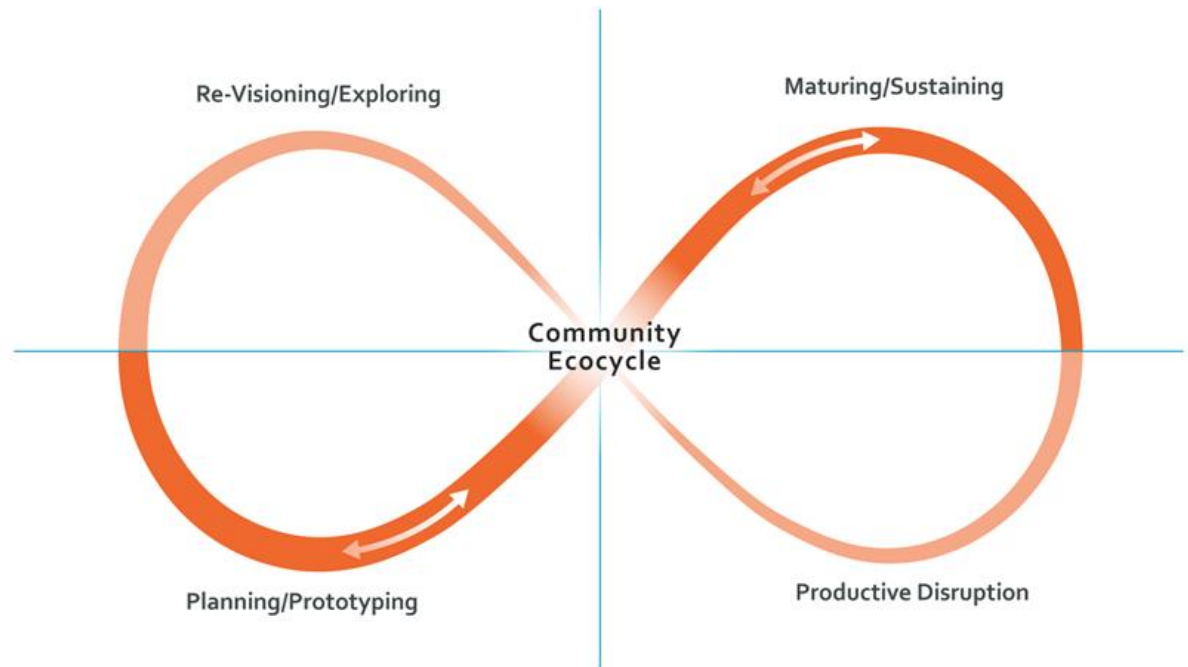 Re-Visioning/Exploring
Maturing/Sustaining
Community
Ecocycle
Planning/Prototyping
Productive Disruption